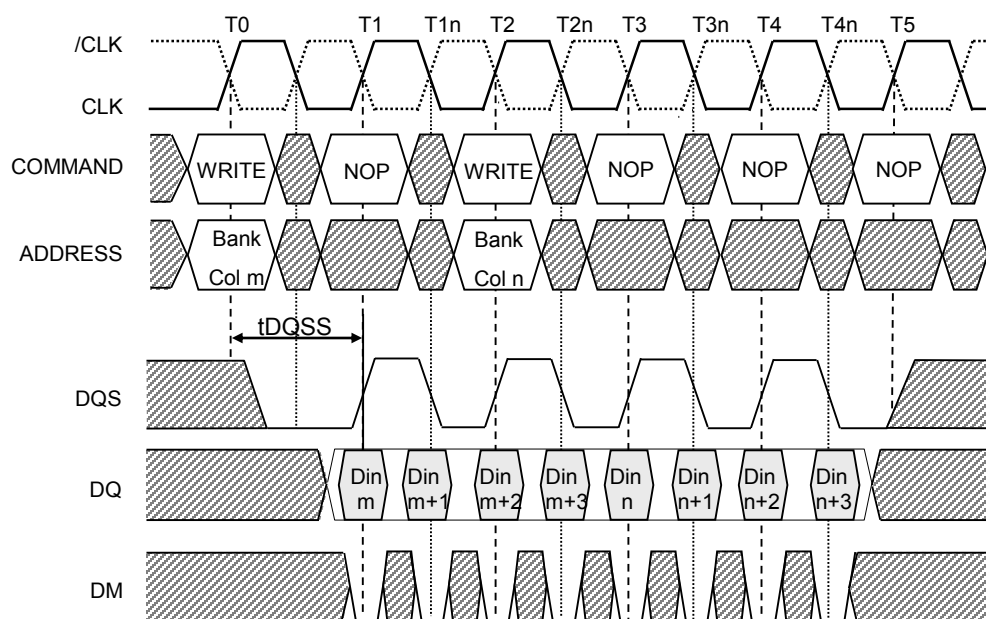 T0 T1 T1n T2 T2n T3 T3n T4 T4n T5
/CLK
CLK
COMMAND WRITE NOP WRITE NOP NOP NOP
ADDRESS Bank Bank
Col m Col n
tDQSS
DQS
DQ Din Din Din Din Din Din Din Din
m m+1 m+2 m+3 n n+1 n+2 n+3
DM